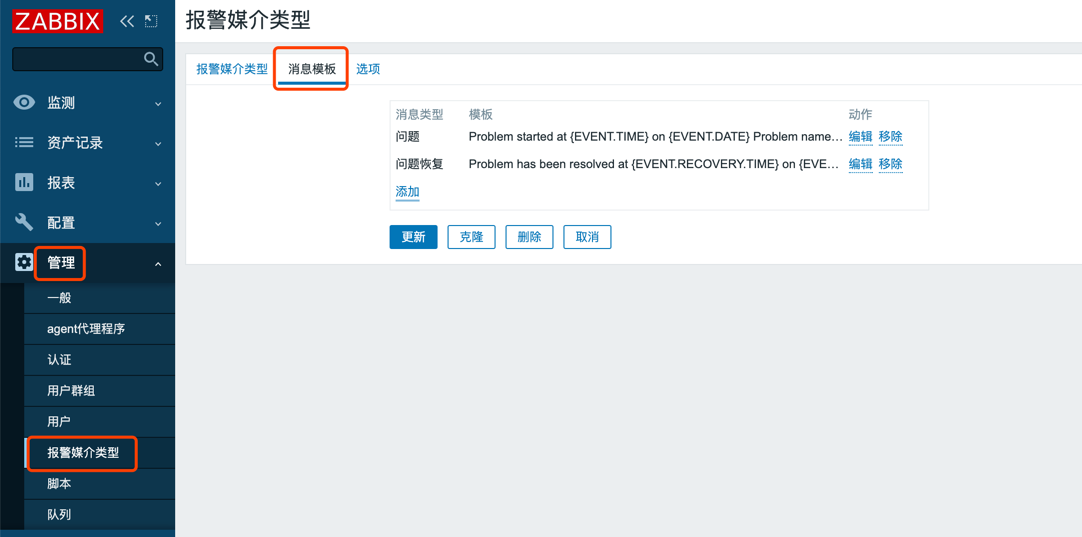 ZABBIX
报警媒介类型
报警媒介类型 消息模板 选项
消息类型 模板 动作
问题 Problem started at {EVENT.TIME} on {EVENT.DATE} Problem name... 编辑 移除
问题恢复 Problem has been resolved at {EVENT.RECOVERY.TIME} on {EVE... 编辑 移除
添加
更新 克隆 删除 取消
监测
资产记录
报表
配置
管理
一般
agent代理程序
认证
用户群组
用户
报警媒介类型
脚本
队列